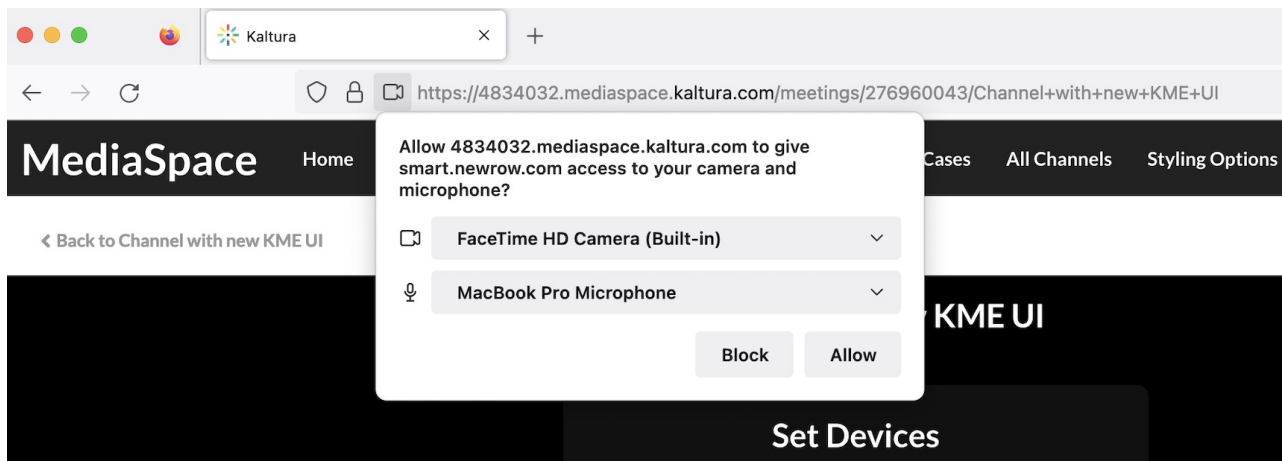 Kaltura
https://4834032.mediaspace.kaltura.com/meetings/276960043/Channel+with+new+KME+UI
MediaSpace Home Cases All Channels Styling Options
Allow 4834032.mediaspace.kaltura.com to give
smart.newrow.com access to your camera and
microphone?
Back to Channel with new KME UI
FaceTime HD Camera (Built-in)
MacBook Pro Microphone
KME UI
Block Allow
Set Devices